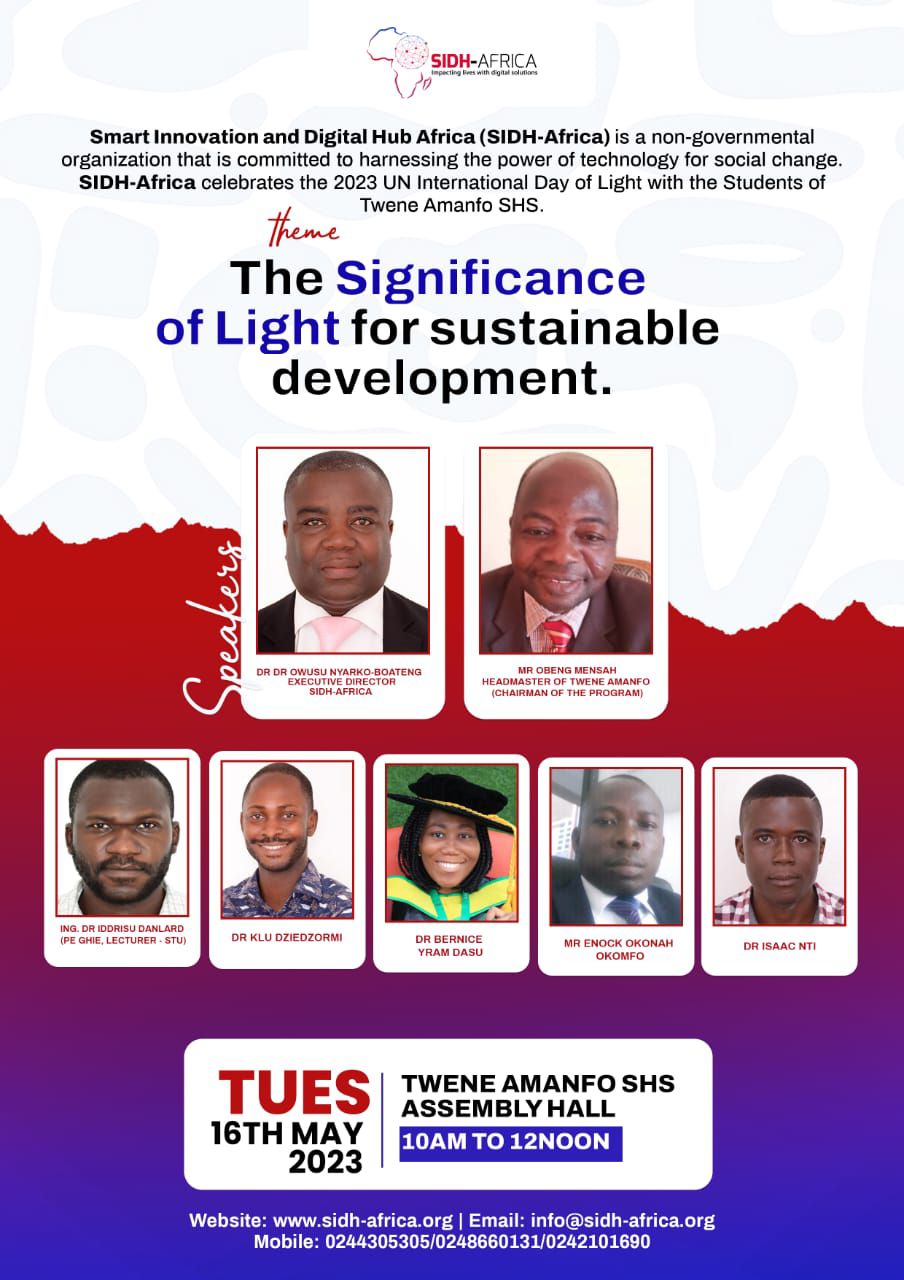 SIDH-AFRICA
Impacting lives with digital solutions
Smart Innovation and Digital Hub Africa (SIDH-Africa) is a non-governmental
organization that is committed to harnessing the power of technology for social change.
SIDH-Africa celebrates the 2023 UN International Day of Light with the Students of
Twene Amanfo SHS.
theme
The Significance
of Light for sustainable
development.
Speakers
DR DR OWUSU NYARKO-BOATENG
EXECUTIVE DIRECTOR
SIDH-AFRICA
MR OBENG MENSAH
HEADMASTER OF TWENE AMANFO
(CHAIRMAN OF THE PROGRAM)
ING. DR IDDRISU DANLARD
(PE GHIE, LECTURER - STU)
DR KLU DZIEDZORMI
DR BERNICE
YRAM DASU
MR ENOCK OKONAH
OKOMFO
DR ISAAC NTI
TUES
16TH MAY
2023
TWENE AMANFO SHS
ASSEMBLY HALL
10AM TO 12NOON
Website: www.sidh-africa.org | Email: info@sidh-africa.org
Mobile: 0244305305/0248660131/0242101690